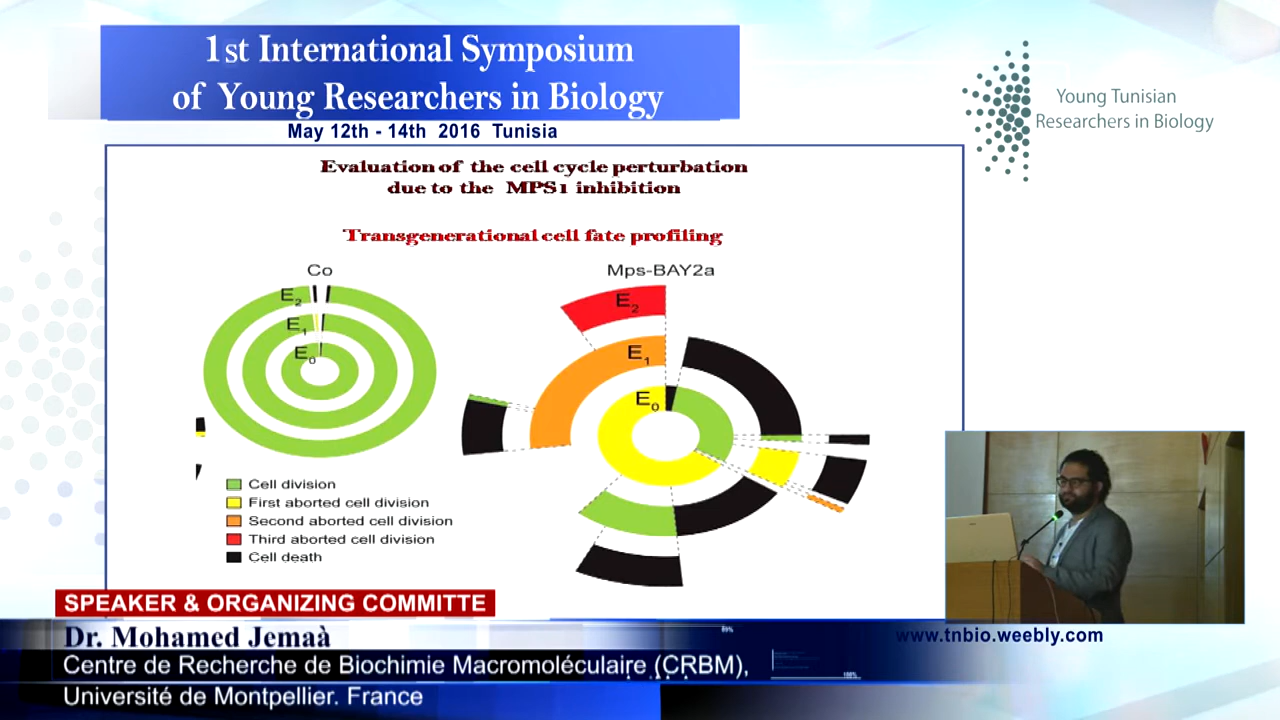 1st International Symposium
of Young Researchers in Biology
May 12th - 14th 2016 Tunisia
Young Tunisian
Researchers in Biology
Evaluation of the cell cycle perturbation
due to the MPS1 inhibition
Transgenerational cell fate profiling
Co
E2
E1
E0
Mps-BAY2a
E2
E1
E0
Cell division
First aborted cell division
Second aborted cell division
Third aborted cell division
Cell death
SPEAKER & ORGANIZING COMMITTE
Dr. Mohamed Jemaà
www.tnbio.weebly.com
Centre de Recherche de Biochimie Macromoléculaire (CRBM),
Université de Montpellier. France